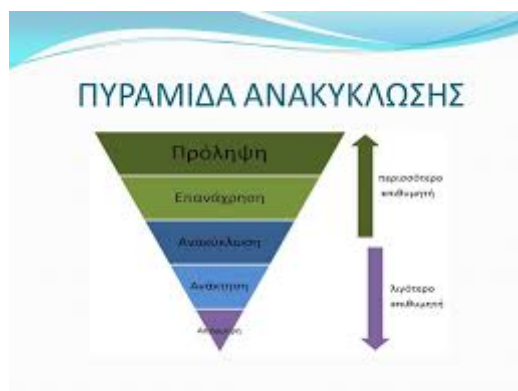 ΠΥΡΑΜΙΔΑ ΑΝΑΚΥΚΛΩΣΗΣ
Πρόληψη
Επανάχρηση
Ανακύκλωση
Ανάκτηση
περισσότερο
επιθυμητή
λιγότερο
επιθυμητή